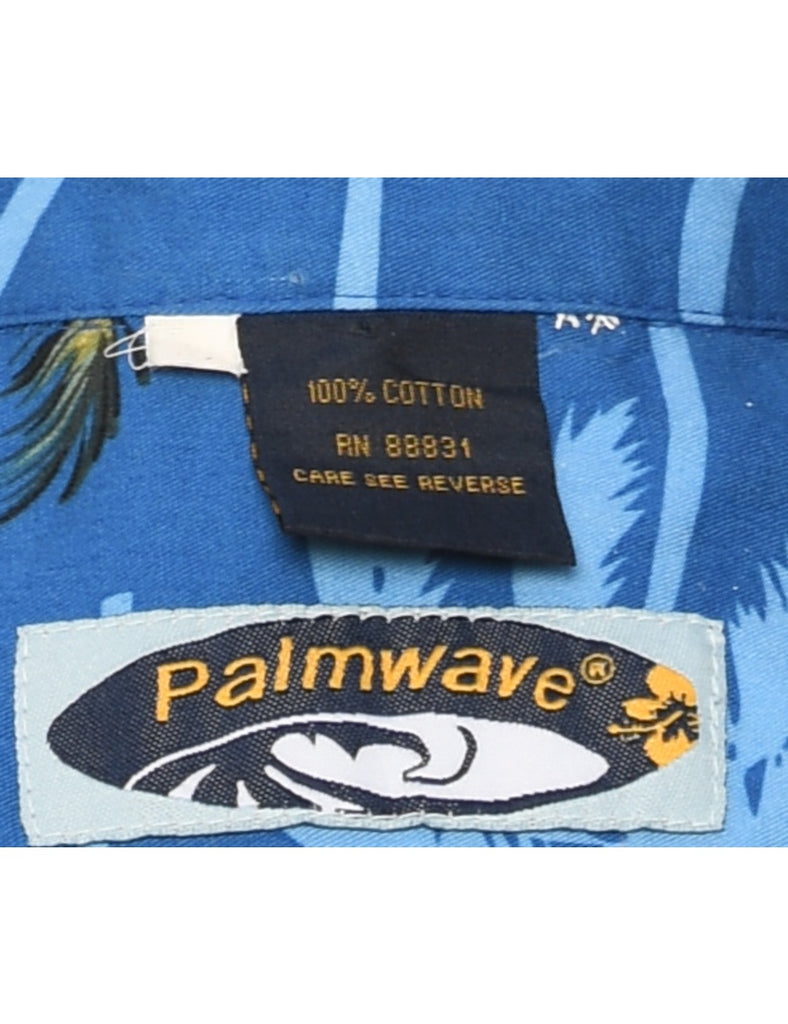 100% COTTON
RN 88831
CARE SEE REVERSE
Palmwave®